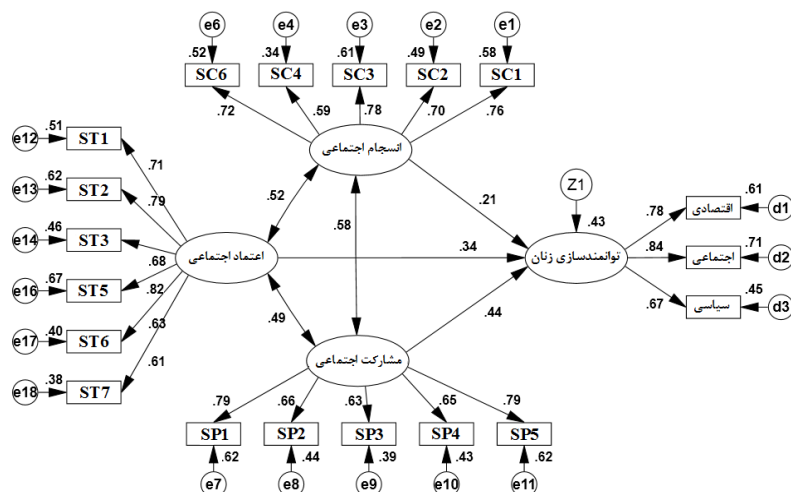 e6 e4 e3 e2 e1
.52 .34 .61 .49 .58
SC6 SC4 SC3 SC2 SC1
.72 .59 .78 .70 .76
انسجام اجتماعی
e12 .51 ST1 .71
e13 .62 ST2 .79
e14 .46 ST3 .68
e16 .67 ST5 .82
e17 .40 ST6 .63
e18 .38 ST7 .61
اعتماد اجتماعی
.52
.58
.49
.21
.34
.44
Z1
.43
توانمندسازی زنان
.78 اقتصادی .61 d1
.84 اجتماعی .71 d2
.67 سیاسی .45 d3
مشارکت اجتماعی
.79 .66 .63 .65 .79
SP1 SP2 SP3 SP4 SP5
.62 .44 .39 .43 .62
e7 e8 e9 e10 e11